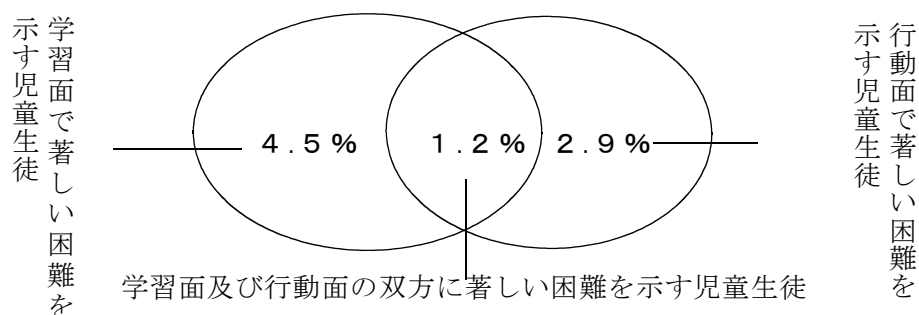 学習面で著しい困難を
示す児童生徒
4.5%
1.2%
2.9%
行動面で著しい困難を
示す児童生徒
学習面及び行動面の双方に著しい困難を示す児童生徒